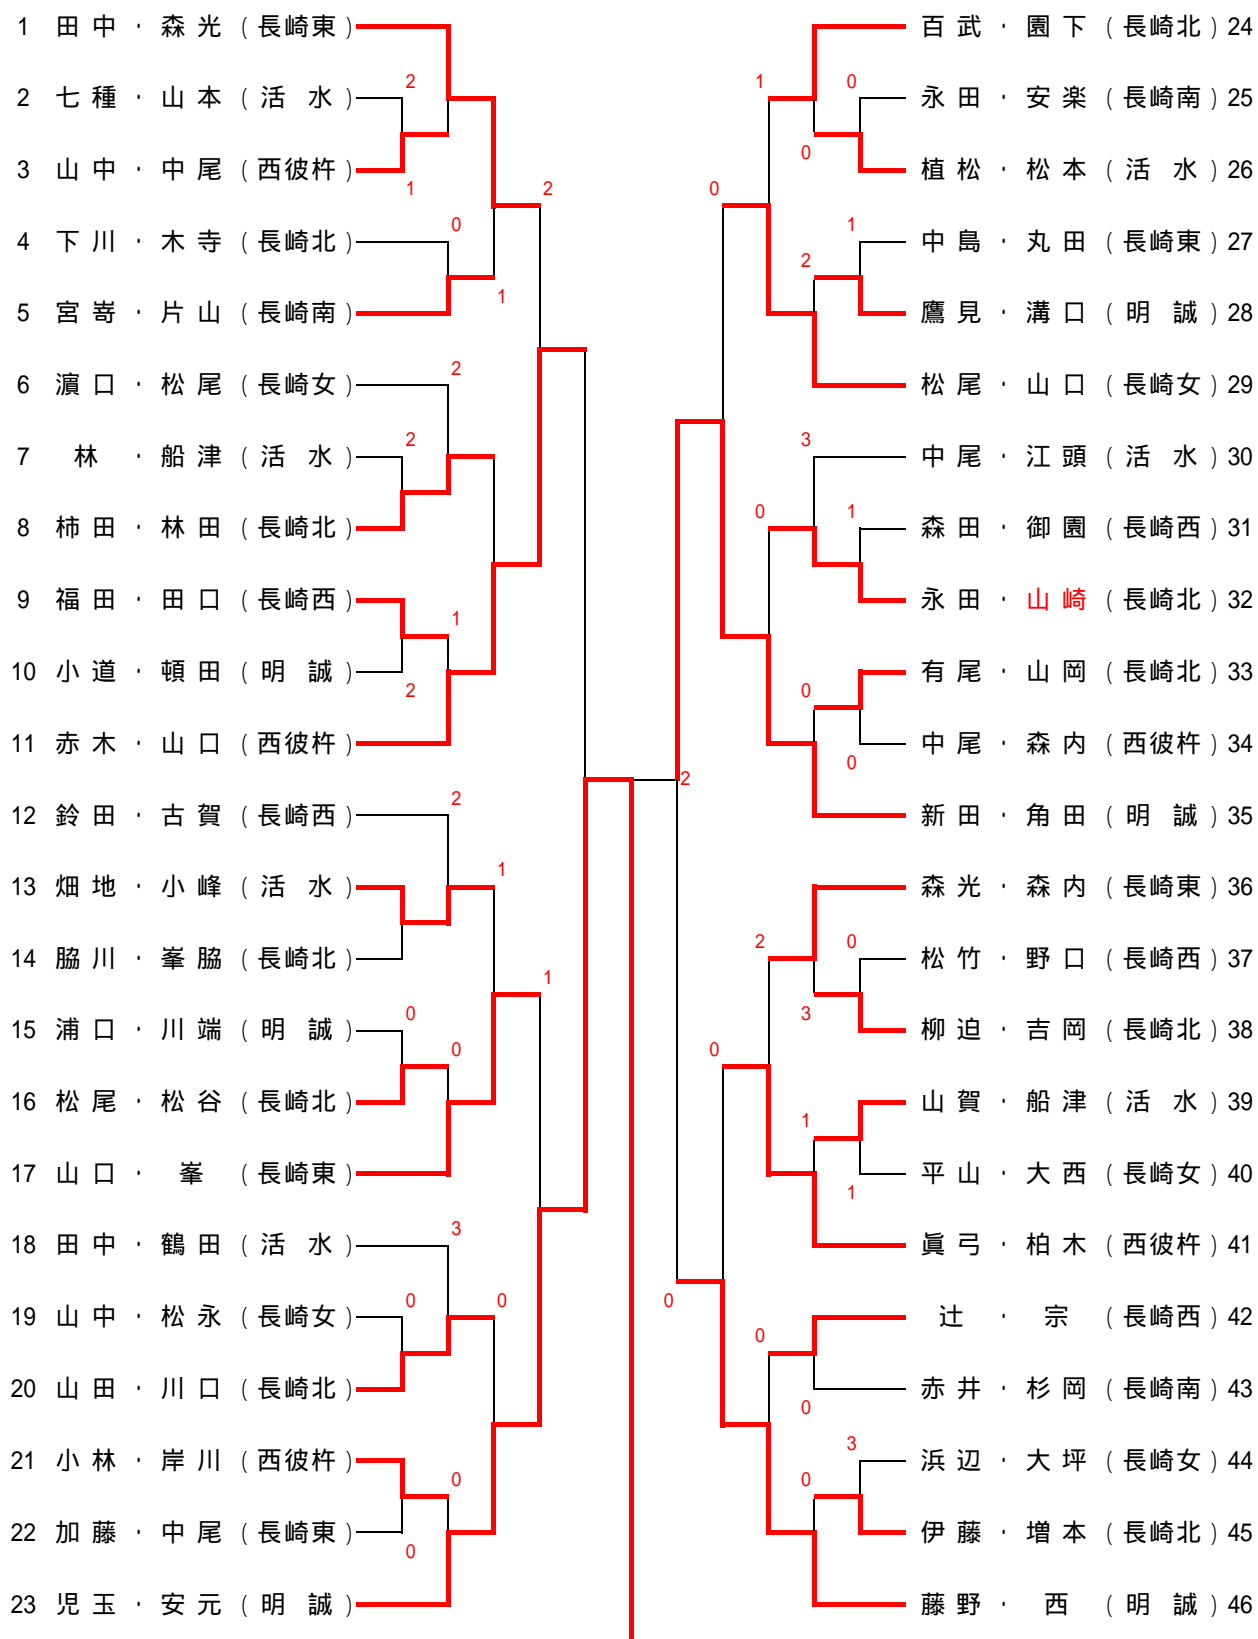 1 田中・森光(長崎東)
2 七種・山本(活水)
3 山中・中尾(西彼杵)
4 下川・木寺(長崎北)
5 宮嵜・片山(長崎南)
6 濵口・松尾(長崎女)
7 林・船津(活水)
8 柿田・林田(長崎北)
9 福田・田口(長崎西)
10 小道・頓田(明誠)
11 赤木・山口(西彼杵)
12 鈴田・古賀(長崎西)
13 畑地・小峰(活水)
14 脇川・峯脇(長崎北)
15 浦口・川端(明誠)
16 松尾・松谷(長崎北)
17 山口・峯(長崎東)
18 田中・鶴田(活水)
19 山中・松永(長崎女)
20 山田・川口(長崎北)
21 小林・岸川(西彼杵)
22 加藤・中尾(長崎東)
23 児玉・安元(明誠)
2
1
2
0
1
2
2
1
2
2
1
0
0
1
3
0
0
0
0
百武・園下(長崎北)24
永田・安楽(長崎南)25
植松・松本(活水)26
中島・丸田(長崎東)27
鷹見・溝口(明誠)28
松尾・山口(長崎女)29
中尾・江頭(活水)30
森田・御園(長崎西)31
永田・山崎(長崎北)32
有尾・山岡(長崎北)33
中尾・森内(西彼杵)34
新田・角田(明誠)35
森光・森内(長崎東)36
松竹・野口(長崎西)37
柳迫・吉岡(長崎北)38
山賀・船津(活水)39
平山・大西(長崎女)40
眞弓・柏木(西彼杵)41
辻・宗(長崎西)42
赤井・杉岡(長崎南)43
浜辺・大坪(長崎女)44
伊藤・増本(長崎北)45
藤野・西(明誠)46
1
0
0
0
1
2
3
0
1
0
0
2
2
0
3
0
1
1
0
0
0
3
0